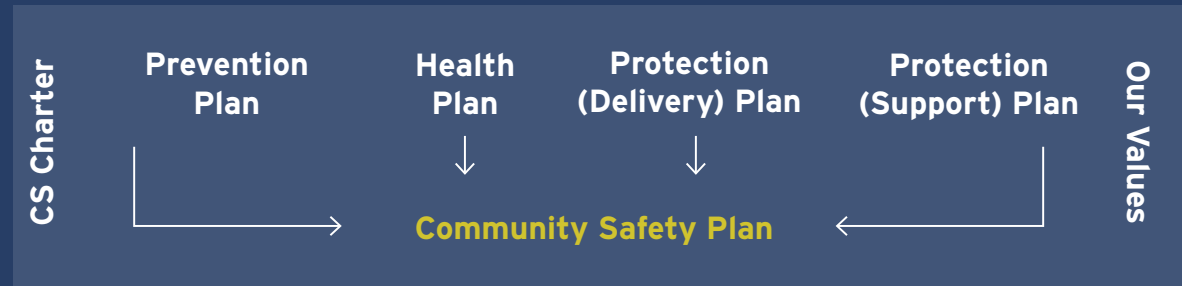 CS Charter
Prevention
Plan
Health
Plan
Protection
(Delivery) Plan
Protection
(Support) Plan
Our Values
Community Safety Plan